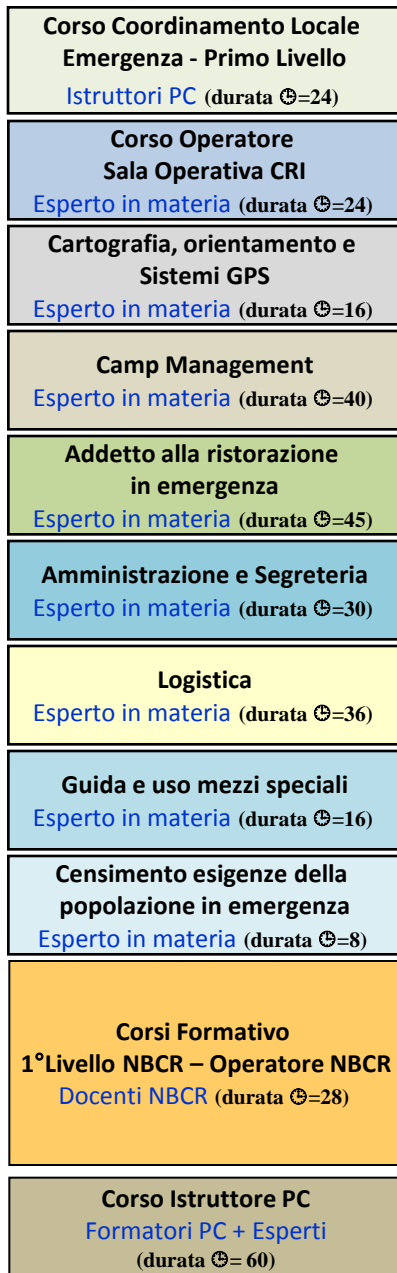 Corso Coordinamento Locale
Emergenza - Primo Livello
Istruttori PC (durata 🕒=24)
Corso Operatore
Sala Operativa CRI
Esperto in materia (durata 🕒=24)
Cartografia, orientamento e
Sistemi GPS
Esperto in materia (durata 🕒=16)
Camp Management
Esperto in materia (durata 🕒=40)
Addetto alla ristorazione
in emergenza
Esperto in materia (durata 🕒=45)
Amministrazione e Segreteria
Esperto in materia (durata 🕒=30)
Logistica
Esperto in materia (durata 🕒=36)
Guida e uso mezzi speciali
Esperto in materia (durata 🕒=16)
Censimento esigenze della
popolazione in emergenza
Esperto in materia (durata 🕒=8)
Corsi Formativo
1°Livello NBCR – Operatore NBCR
Docenti NBCR (durata 🕒=28)
Corso Istruttore PC
Formatori PC + Esperti
(durata 🕒= 60)